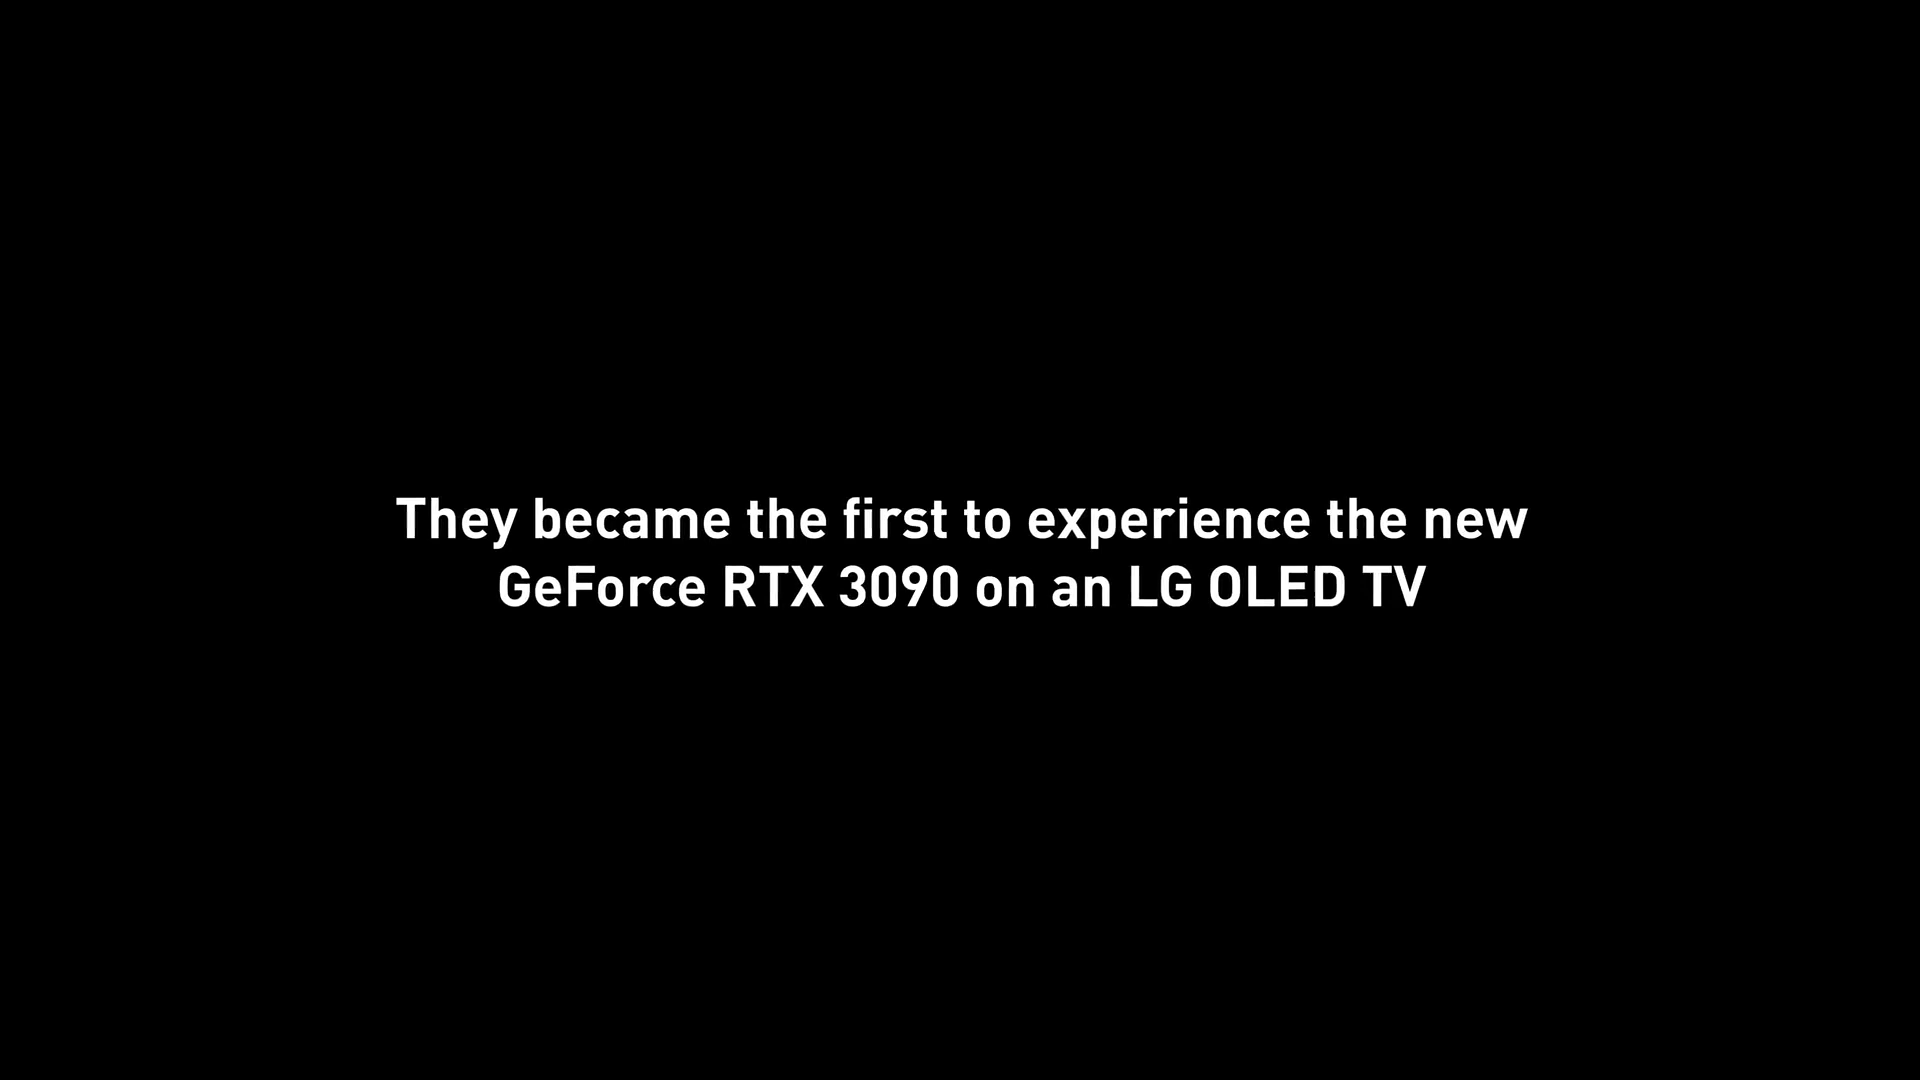 They became the first to experience the new
GeForce RTX 3090 on an LG OLED TV